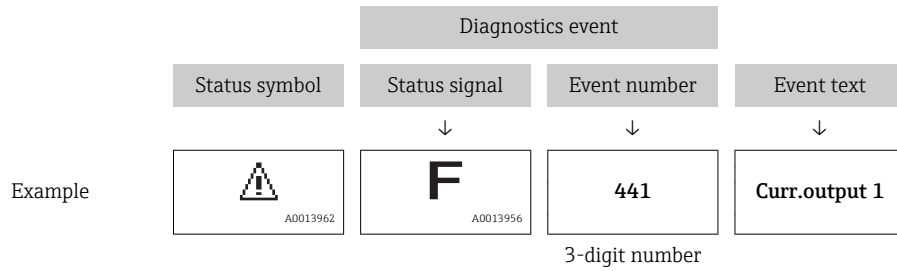 Diagnostics event
Status symbol Status signal Event number Event text
↓ ↓ ↓
Example F 441 Curr.output 1
A0013962 A0013956
3-digit number